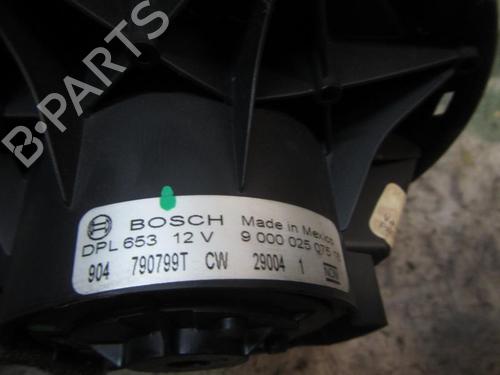 B-PARTS
BOSCH Made in Mexico
DPL 653 12 V 9 000 025 075
904 790799T CW 29004 1